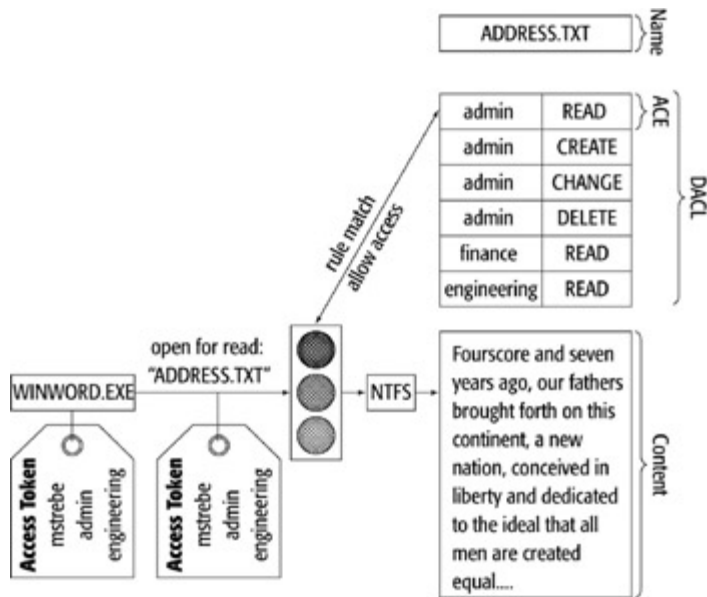 ADDRESS.TXT
Name
admin READ
admin CREATE
admin CHANGE
admin DELETE
finance READ
engineering READ
ACE
DACL
rule match
allow access
open for read:
"ADDRESS.TXT"
WINWORD.EXE
NTFS
Access Token
mstrebe
admin
engineering
Access Token
mstrebe
admin
engineering
Fourscore and seven
years ago, our fathers
brought forth on this
continent, a new
nation, conceived in
liberty and dedicated
to the ideal that all
men are created
equal....
Content